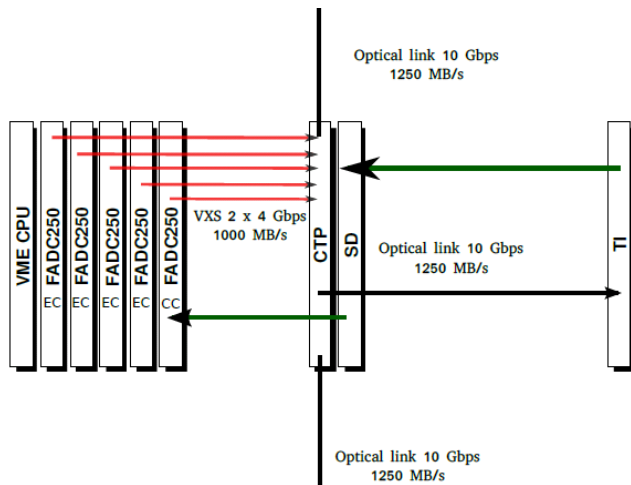 Optical link 10 Gbps
1250 MB/s
VME CPU
FADC250
EC
FADC250
EC
FADC250
EC
FADC250
EC
FADC250
CC
VXS 2 x 4 Gbps
1000 MB/s
CTP
SD
Optical link 10 Gbps
1250 MB/s
TI
Optical link 10 Gbps
1250 MB/s